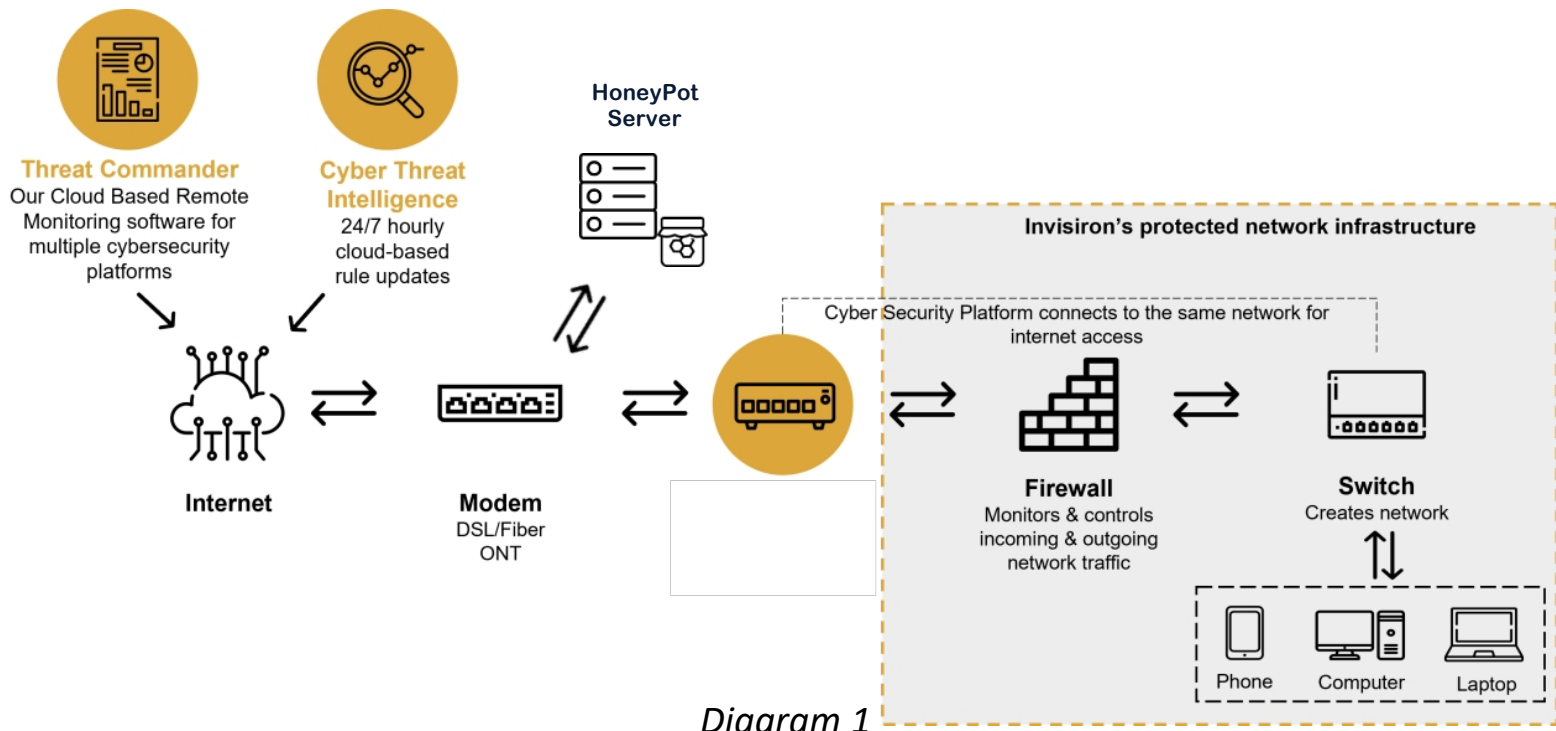 Threat Commander
Our Cloud Based Remote
Monitoring software for
multiple cybersecurity
platforms
Cyber Threat
Intelligence
24/7 hourly
cloud-based
rule updates
HoneyPot
Server
Invisiron's protected network infrastructure
Cyber Security Platform connects to the same network for
internet access
Internet
Modem
DSL/Fiber
ONT
Firewall
Monitors & controls
incoming & outgoing
network traffic
Switch
Creates network
Phone
Computer
Laptop
Diagram 1